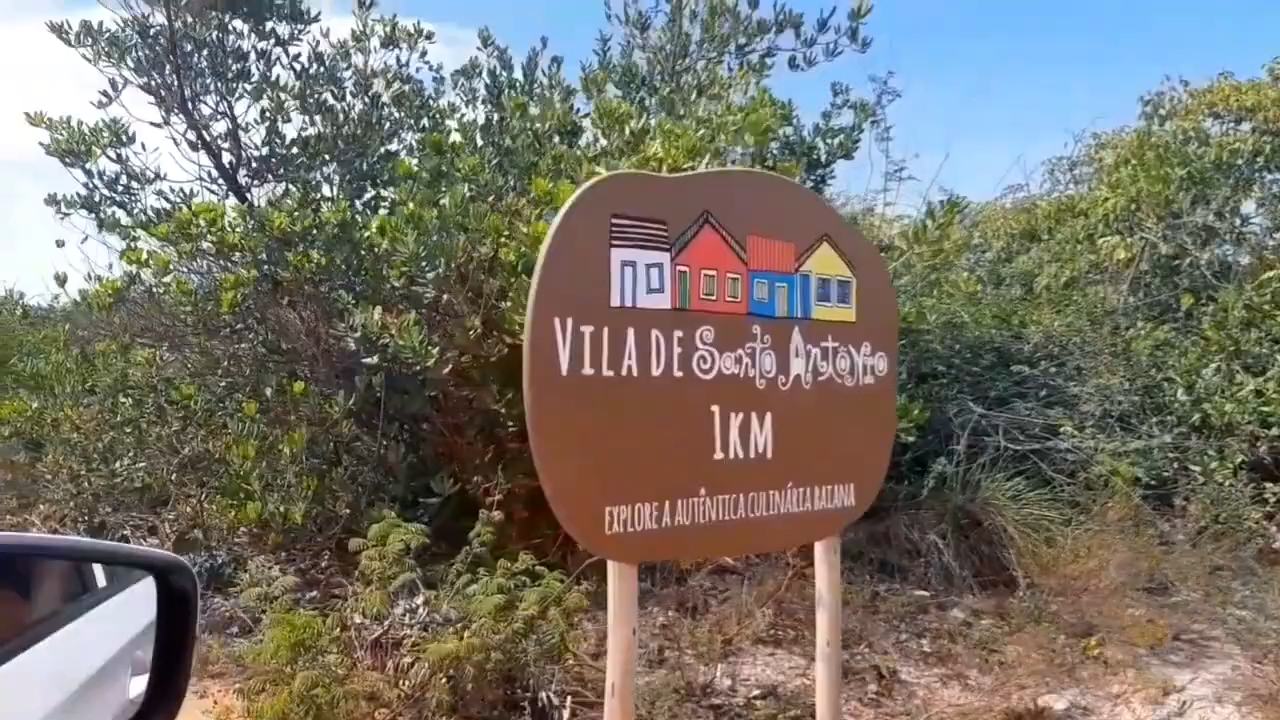 VILA DE Santo Antonio
1KM
EXPLORE A AUTÊNTICA CULINÁRIA BAIANA